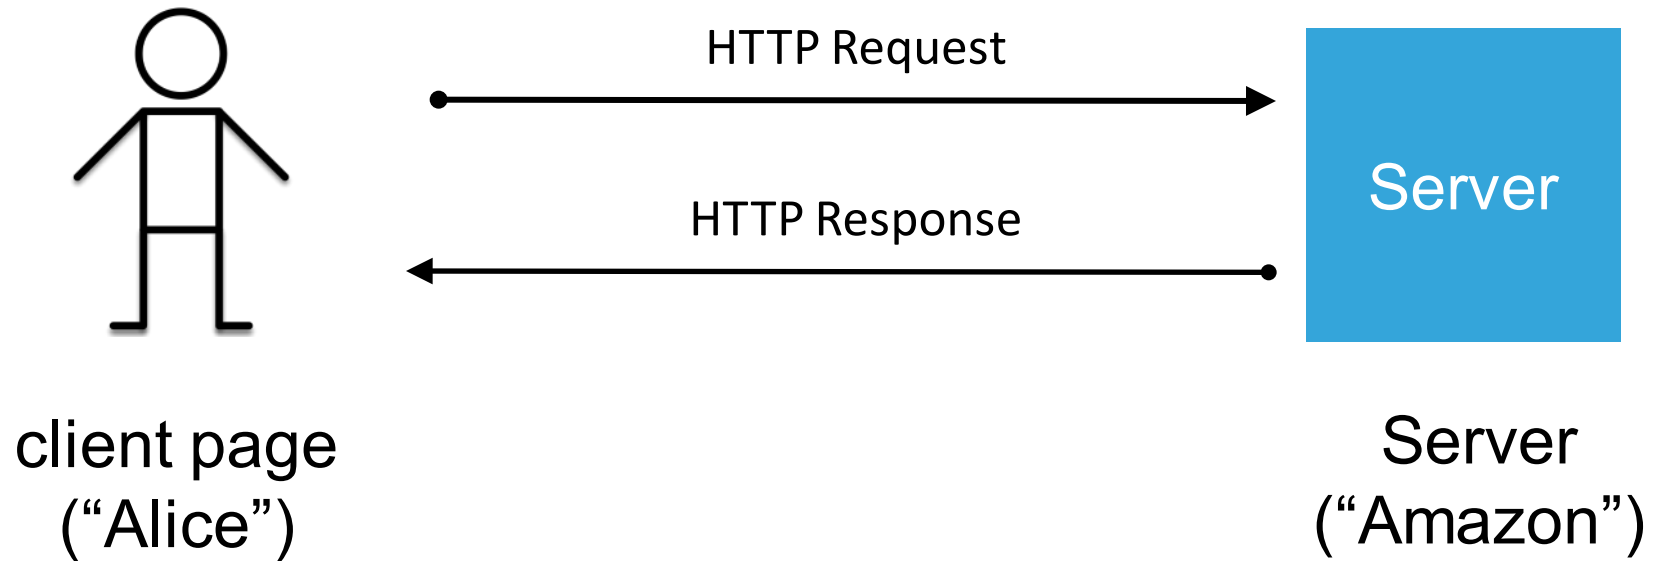 HTTP Request
Server
HTTP Response
client page
(“Alice”)
Server
(“Amazon”)